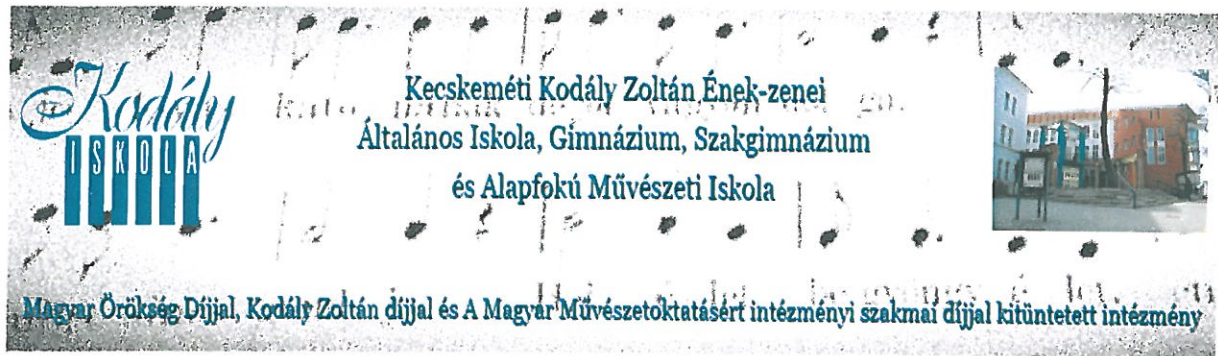 Kodály
ISKOLA
Kecskeméti Kodály Zoltán Ének-zenei
Általános Iskola, Gimnázium, Szakgimnázium
és Alapfokú Művészeti Iskola
Magyar Örökség Díjjal, Kodály Zoltán díjjal és A Magyar Művészetoktatásért intézményi szakmai díjjal kitüntetett intézmény